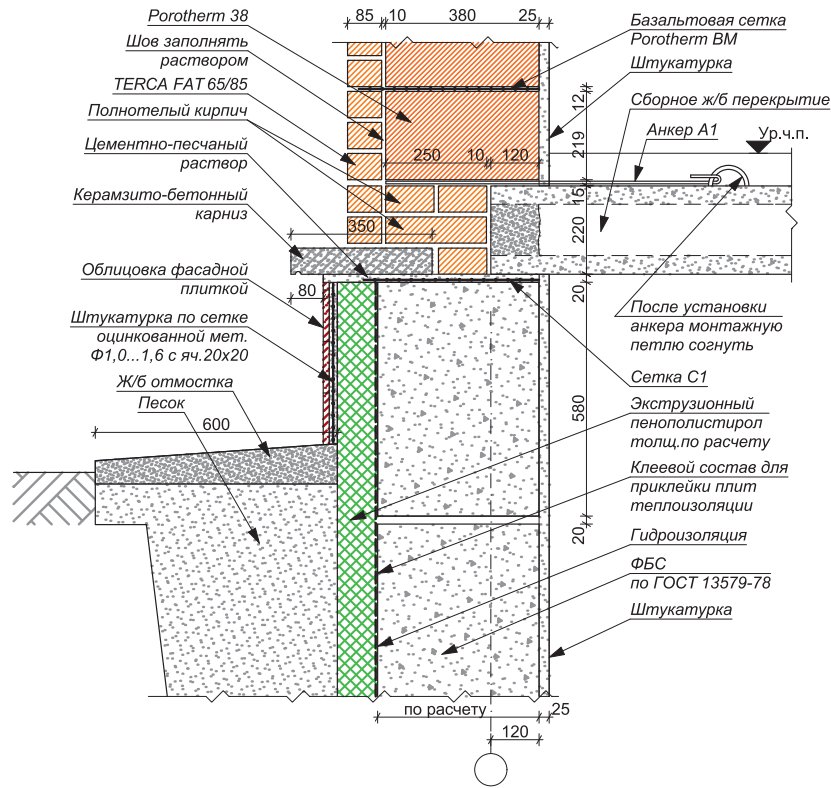 85
10
380
25
Porotherm 38
Шов заполнять
раствором
TERCA FAT 65/85
Полнотелый кирпич
Цементно-песчаный
раствор
Керамзито-бетонный
карниз
350
Облицовка фасадной
плиткой
80
Штукатурка по сетке
оцинкованной мет.
Ф1,0...1,6 с яч.20х20
Ж/б отмостка
Песок
600
250
10
120
Базальтовая сетка
Porotherm BM
Штукатурка
12
Сборное ж/б перекрытие
219
Анкер А1
Ур.ч.п.
15
220
20
После установки
анкера монтажную
петлю согнуть
Сетка С1
580
Экструзионный
пенополистирол
толщ.по расчету
Клеевой состав для
приклейки плит
теплоизоляции
20
Гидроизоляция
ФБС
по ГОСТ 13579-78
Штукатурка
по расчету
25
120